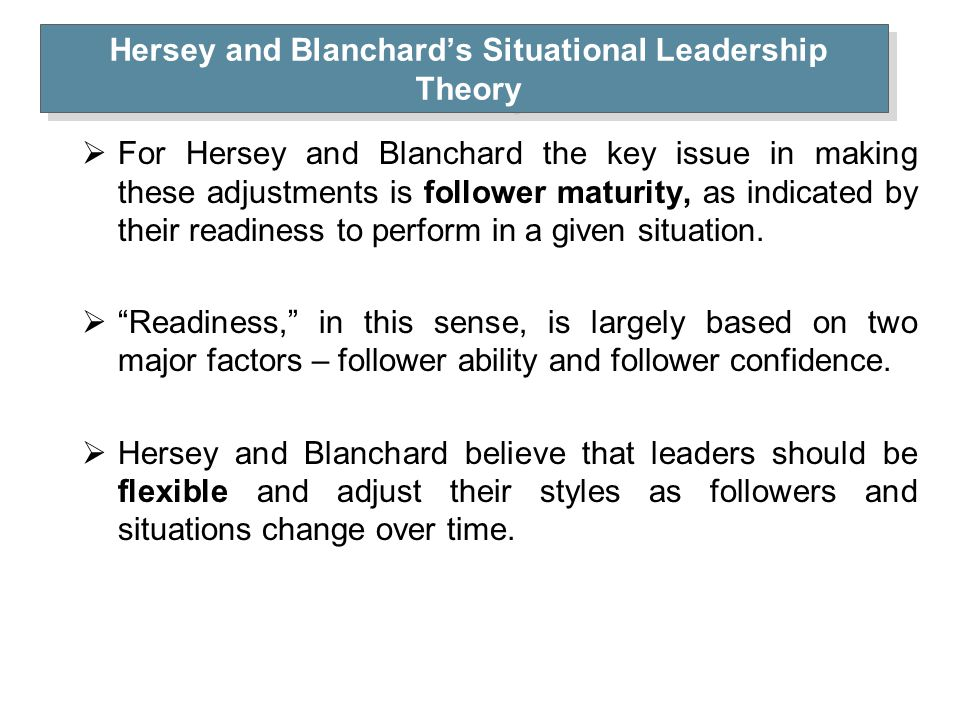 Hersey and Blanchard’s Situational Leadership
Theory
➢ For Hersey and Blanchard the key issue in making
these adjustments is follower maturity, as indicated by
their readiness to perform in a given situation.
➢ “Readiness,” in this sense, is largely based on two
major factors – follower ability and follower confidence.
➢ Hersey and Blanchard believe that leaders should be
flexible and adjust their styles as followers and
situations change over time.